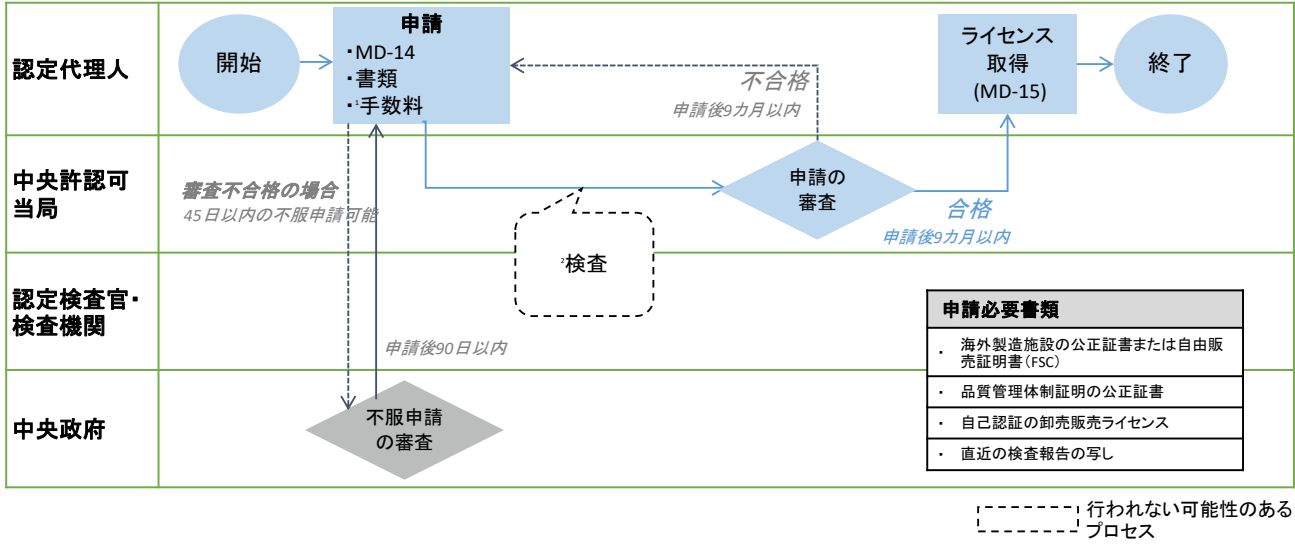 認定代理人
開始
申請
・MD-14
・書類
・¹手数料
不合格
申請後9カ月以内
ライセンス
取得
(MD-15)
終了
中央許認可
当局
審査不合格の場合
45日以内の不服申請可能
申請の
審査
合格
申請後9カ月以内
²検査
認定検査官・
検査機関
申請後90日以内
中央政府
不服申請
の審査
申請必要書類
・ 海外製造施設の公正証書または自由販
売証明書(FSC)
・ 品質管理体制証明の公正証書
・ 自己認証の卸売販売ライセンス
・ 直近の検査報告の写し
行われない可能性のある
プロセス